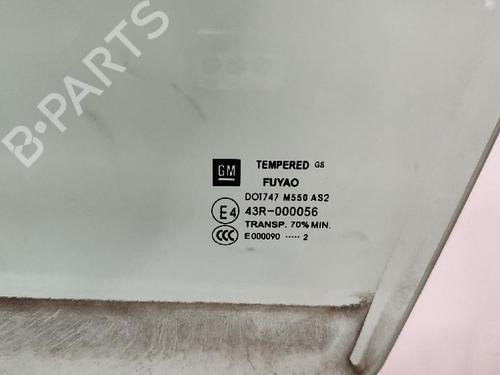 B-PARTS
GM TEMPERED GS
FUYAO
DOT747 M550 AS2
E4 43R-000056
TRANSP. 70% MIN.
CCC E000090 ····· 2